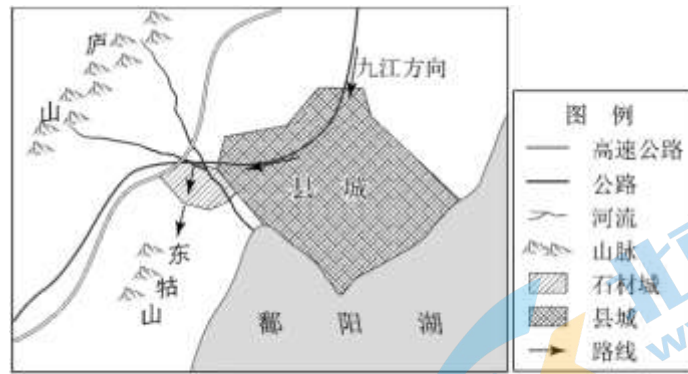 庐
山
九江方向
县 城
东
牯
山
鄱 阳 湖
图 例
高速公路
公路
河流
山脉
石材城
县城
路线